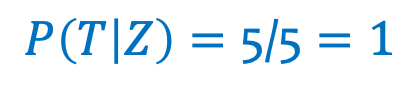 P(T|Z) = 5/5 = 1